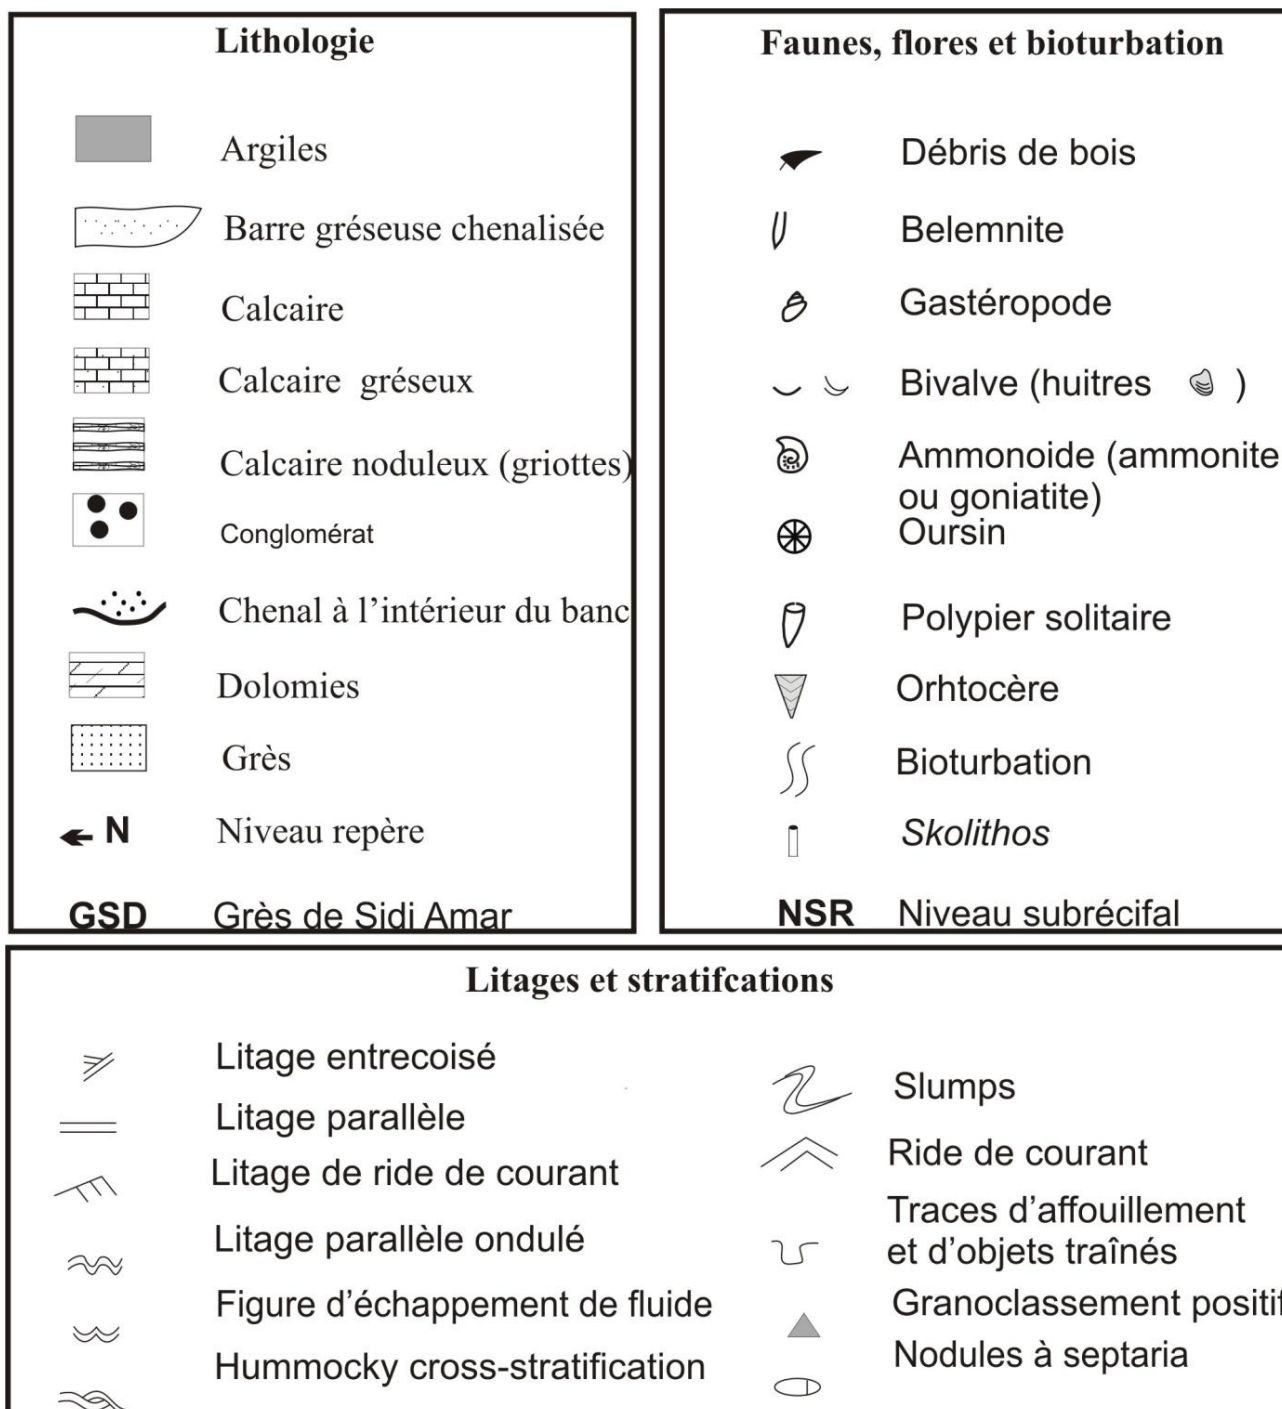 Lithologie
Argiles
Barre gréseuse chenalisée
Calcaire
Calcaire gréseux
Calcaire noduleux (griottes)
Conglomérat
Chenal à l'intérieur du banc
Dolomies
Grès
N Niveau repère
GSD Grès de Sidi Amar
Faunes, flores et bioturbation
Débris de bois
Belemnite
Gastéropode
Bivalve (huitres )
Ammonoide (ammonite
ou goniatite)
Oursin
Polypier solitaire
Orhtocère
Bioturbation
Skolithos
NSR Niveau subrécifal
Litages et stratifcations
Litage entrecoisé
Litage parallèle
Litage de ride de courant
Litage parallèle ondulé
Figure d'échappement de fluide
Hummocky cross-stratification
Slumps
Ride de courant
Traces d'affouillement
et d'objets traînés
Granoclassement positif
Nodules à septaria